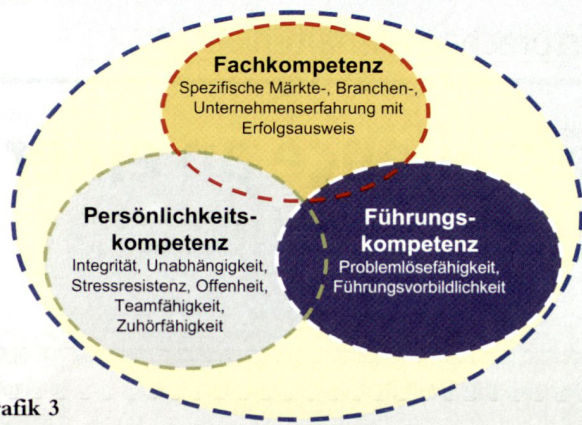 Fachkompetenz
Spezifische Märkte-, Branchen-,
Unternehmenserfahrung mit
Erfolgsausweis
Persönlichkeits-
kompetenz
Integrität, Unabhängigkeit,
Stressresistenz, Offenheit,
Teamfähigkeit,
Zuhörfähigkeit
Führungs-
kompetenz
Problemlösefähigkeit,
Führungsvorbildlichkeit
rafik 3